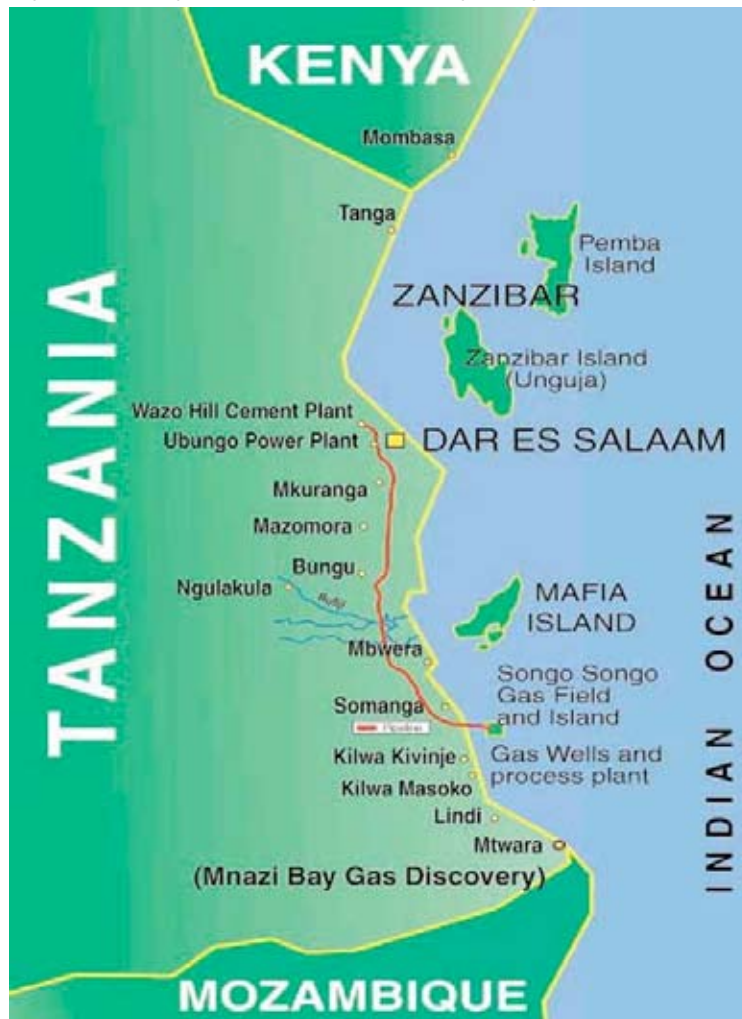 KENYA
Mombasa
Tanga
Pemba
Island
ZANZIBAR
Zanzibar Island
(Unguja)
TANZANIA
Wazo Hill Cement Plant
Ubungo Power Plant
DAR ES SALAAM
Mkuranga
Mazomora
Bungu
Ngulakula
Rufiji
MAFIA
ISLAND
Mbwera
Songo Songo
Gas Field
and Island
Somanga
Pipeline
Gas Wells and
process plant
Kilwa Kivinje
Kilwa Masoko
Lindi
Mtwara
(Mnazi Bay Gas Discovery)
INDIAN OCEAN
MOZAMBIQUE